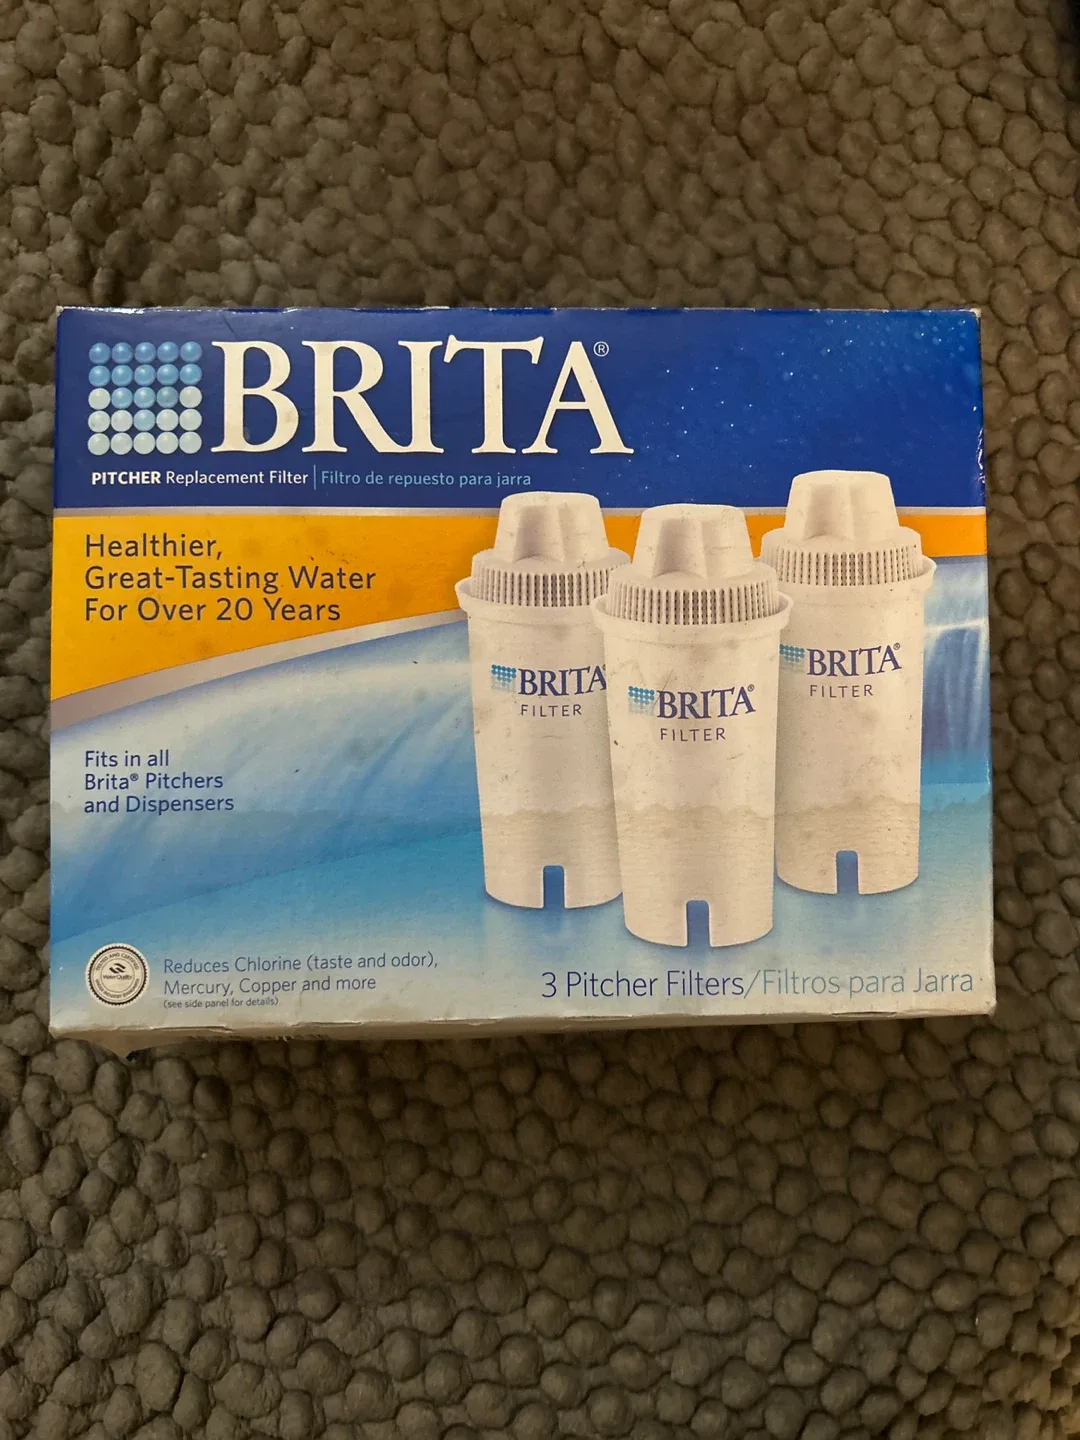 BRITA®
PITCHER Replacement Filter | Filtro de repuesto para jarra
Healthier,
Great-Tasting Water
For Over 20 Years
Fits in all
Brita® Pitchers
and Dispensers
BRITA
FILTER
BRITA®
FILTER
BRITA®
FILTER
Reduces Chlorine (taste and odor),
Mercury, Copper and more
(see side panel for details)
3 Pitcher Filters/Filtros para Jarra